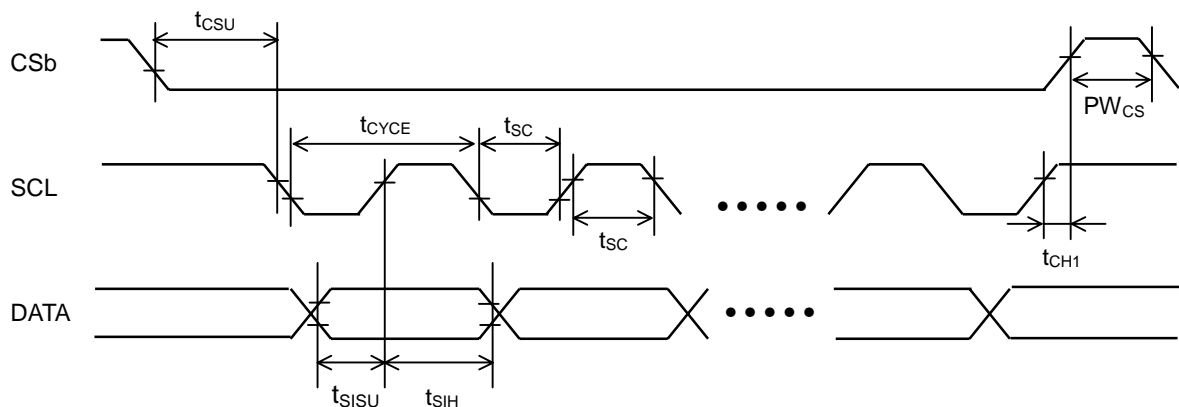 tCSU
CSb
PWCS
tCYCE
tSC
SCL
tSC
tCH1
DATA
tSISU
tSIH